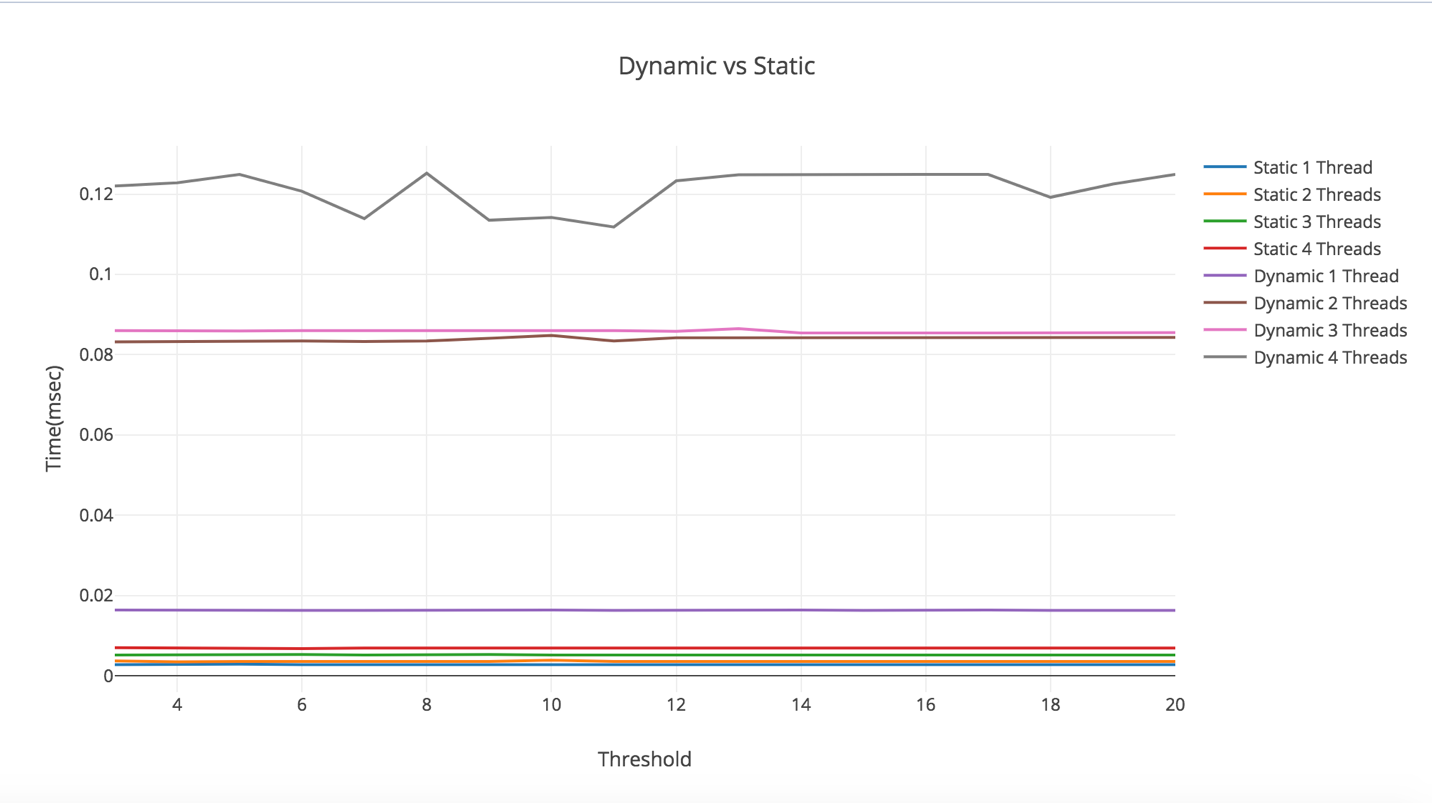 Dynamic vs Static
0.12
0.1
0.08
0.06
0.04
0.02
0
Time(msec)
4 6 8 10 12 14 16 18 20
Threshold
Static 1 Thread
Static 2 Threads
Static 3 Threads
Static 4 Threads
Dynamic 1 Thread
Dynamic 2 Threads
Dynamic 3 Threads
Dynamic 4 Threads